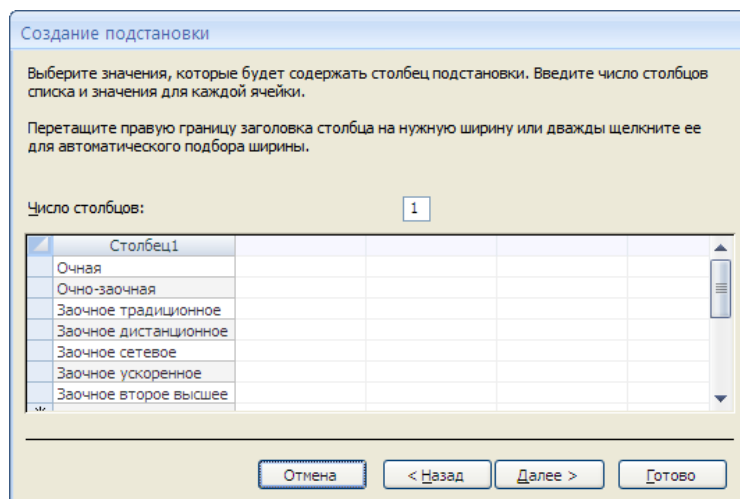 Создание подстановки
Выберите значения, которые будет содержать столбец подстановки. Введите число столбцов
списка и значения для каждой ячейки.
Перетащите правую границу заголовка столбца на нужную ширину или дважды щелкните ее
для автоматического подбора ширины.
Число столбцов: 1
Столбец1
Очная
Очно-заочная
Заочное традиционное
Заочное дистанционное
Заочное сетевое
Заочное ускоренное
Заочное второе высшее
Отмена < Назад Далее > Готово